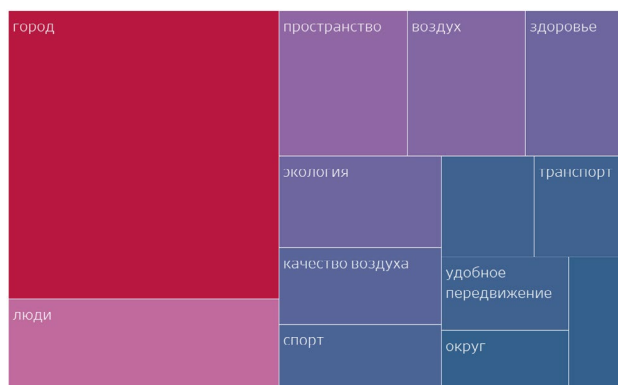 город
пространство
воздух
здоровье
экология
транспорт
качество воздуха
удобное
передвижение
люди
спорт
округ